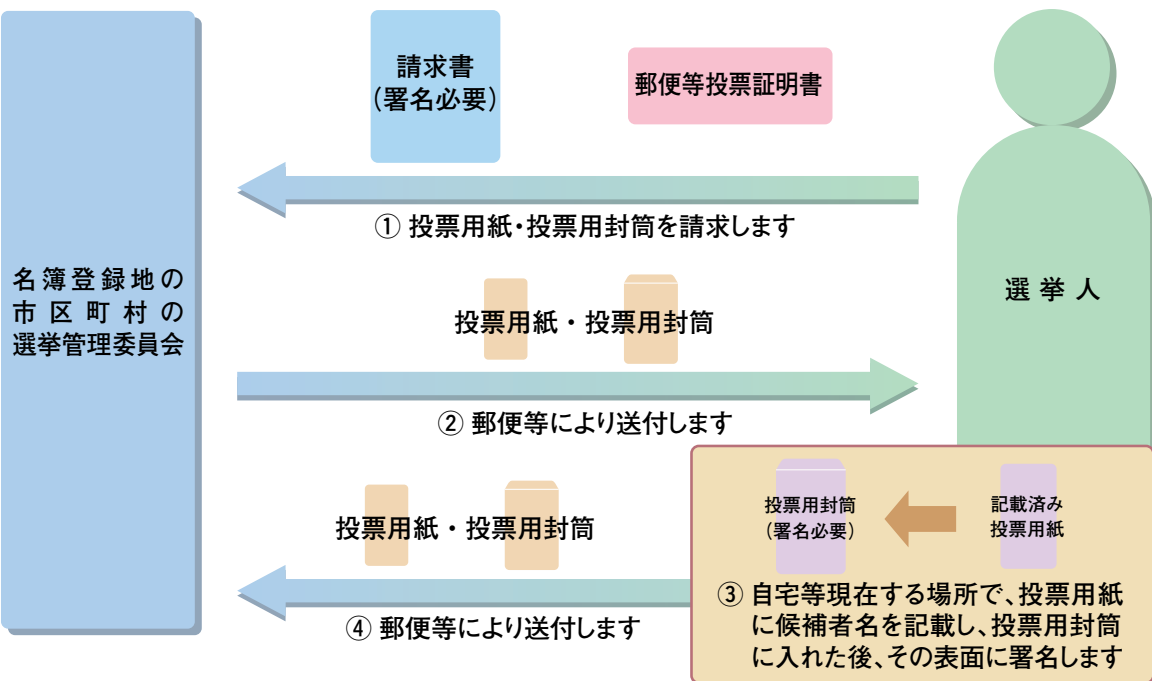 請求書
(署名必要)
郵便等投票証明書
① 投票用紙・投票用封筒を請求します
名簿登録地の
市区町村の
選挙管理委員会
選挙人
投票用紙・投票用封筒
② 郵便等により送付します
投票用紙・投票用封筒
④ 郵便等により送付します
投票用封筒
(署名必要)
記載済み
投票用紙
③ 自宅等現在する場所で、投票用紙
に候補者名を記載し、投票用封筒
に入れた後、その表面に署名します